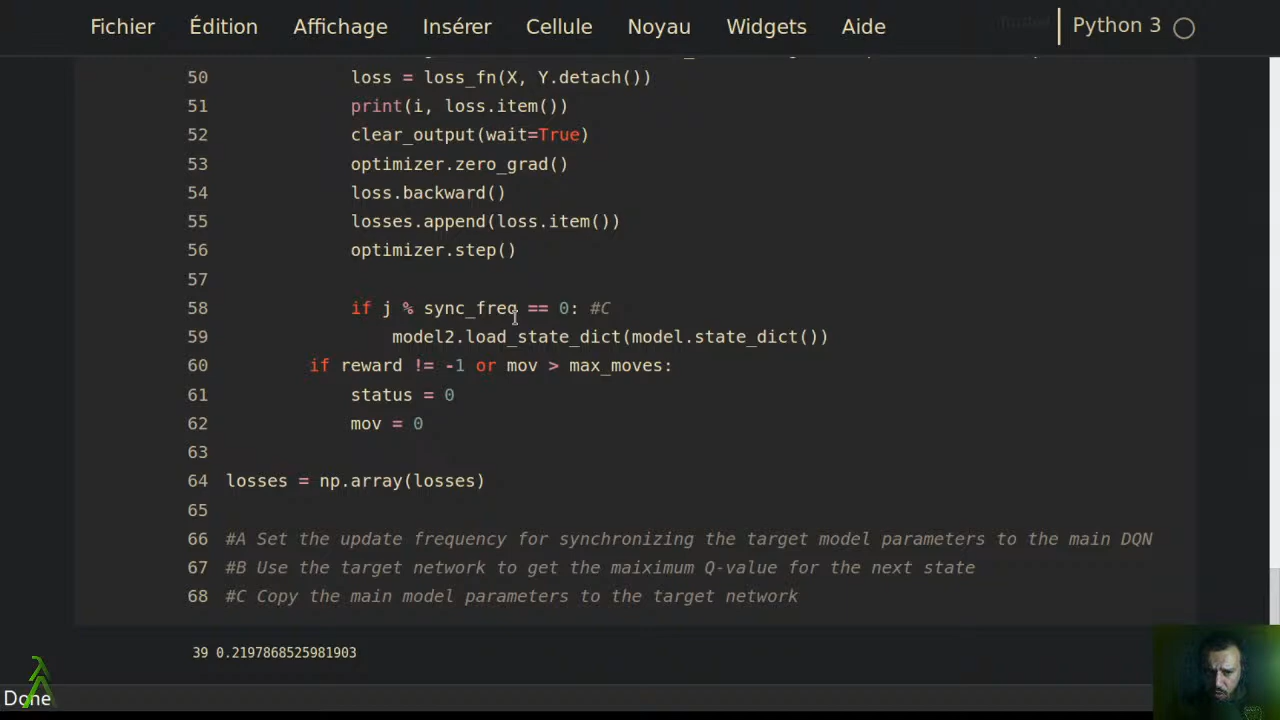 Fichier Édition Affichage Insérer Cellule Noyau Widgets Aide Python 3
50 loss = loss_fn(X, Y.detach())
51 print(i, loss.item())
52 clear_output(wait=True)
53 optimizer.zero_grad()
54 loss.backward()
55 losses.append(loss.item())
56 optimizer.step()
57
58 if j % sync_freq == 0: #C
59 model2.load_state_dict(model.state_dict())
60 if reward != -1 or mov > max_moves:
61 status = 0
62 mov = 0
63
64 losses = np.array(losses)
65
66 #A Set the update frequency for synchronizing the target model parameters to the main DQN
67 #B Use the target network to get the maiximum Q-value for the next state
68 #C Copy the main model parameters to the target network
39 0.2197868525981903
Done